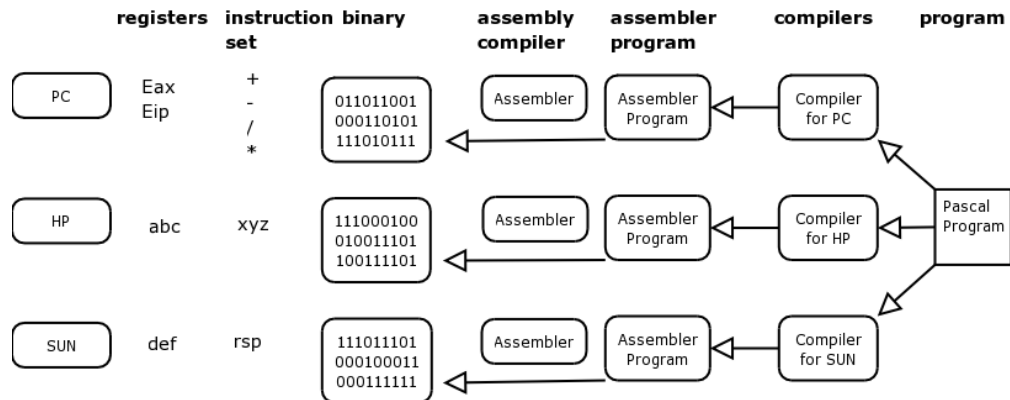 registers instruction set binary assembly compiler assembler program compilers program
PC
Eax
Eip
+
-
/
*
011011001
000110101
111010111
Assembler
Assembler
Program
Compiler
for PC
HP
abc
xyz
111000100
010011101
100111101
Assembler
Assembler
Program
Compiler
for HP
Pascal
Program
SUN
def
rsp
111011101
000100011
000111111
Assembler
Assembler
Program
Compiler
for SUN